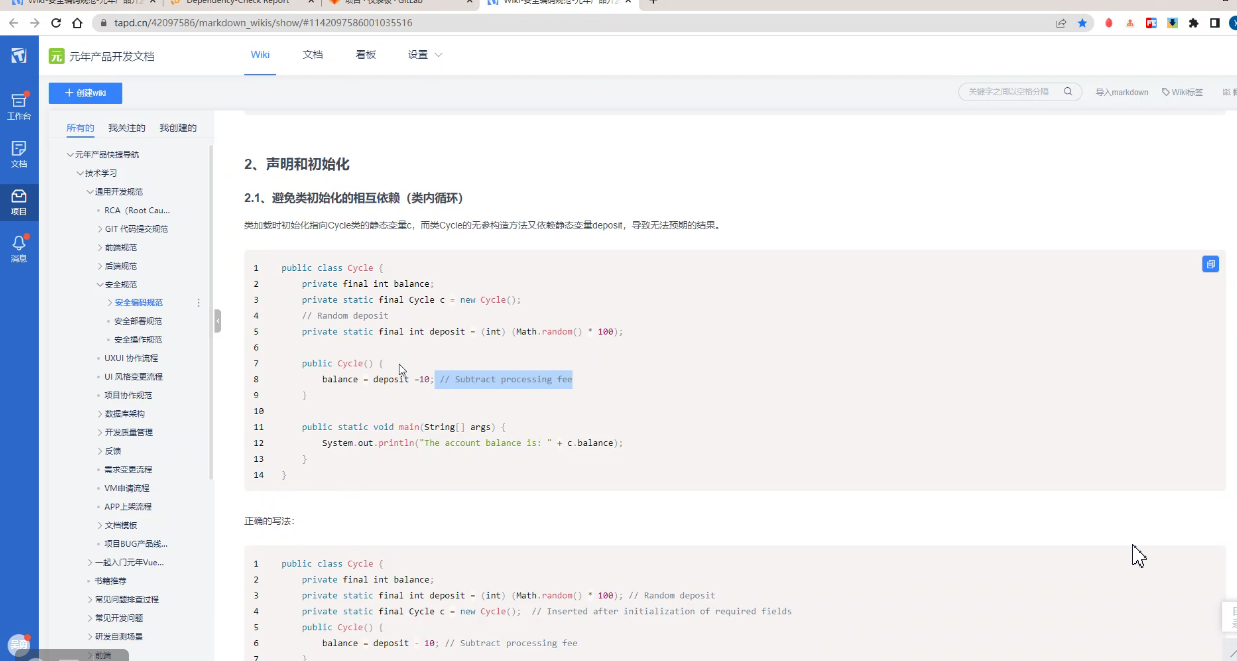 Wiki-安全编码规范-元年产品开
Dependency-Check Report
项目 · 仪表板 · GitLab
Wiki-安全编码规范-元年产品开
tapd.cn/42097586/markdown_wikis/show/#1142097586001035516
元年产品开发文档
Wiki
文档
看板
设置
工作台
文档
项目
消息
+ 创建wiki
关键字之间以空格分隔
导入markdown
Wiki标签
所有的
我关注的
我创建的
元年产品快捷导航
技术学习
通用开发规范
RCA（Root Cau...
GIT 代码提交规范
前端规范
后端规范
安全规范
安全编码规范
安全部署规范
安全操作规范
UXUI 协作流程
UI 风格变更流程
项目协作规范
数据库架构
开发质量管理
反馈
需求变更流程
VM申请流程
APP上架流程
文档模板
项目BUG产品线...
一起入门元年Vue...
书籍推荐
常见问题排查过程
常见开发问题
研发自测场景
前端
2、声明和初始化
2.1、避免类初始化的相互依赖（类内循环）
类加载时初始化指向Cycle类的静态变量c，而类Cycle的无参构造方法又依赖静态变量deposit，导致无法预期的结果。
1 public class Cycle {
2 private final int balance;
3 private static final Cycle c = new Cycle();
4 // Random deposit
5 private static final int deposit = (int) (Math.random() * 100);
6
7 public Cycle() {
8 balance = deposit -10; // Subtract processing fee
9 }
10
11 public static void main(String[] args) {
12 System.out.println("The account balance is: " + c.balance);
13 }
14 }
正确的写法：
1 public class Cycle {
2 private final int balance;
3 private static final int deposit = (int) (Math.random() * 100); // Random deposit
4 private static final Cycle c = new Cycle();  // Inserted after initialization of required fields
5 public Cycle() {
6 balance = deposit - 10; // Subtract processing fee
7 }